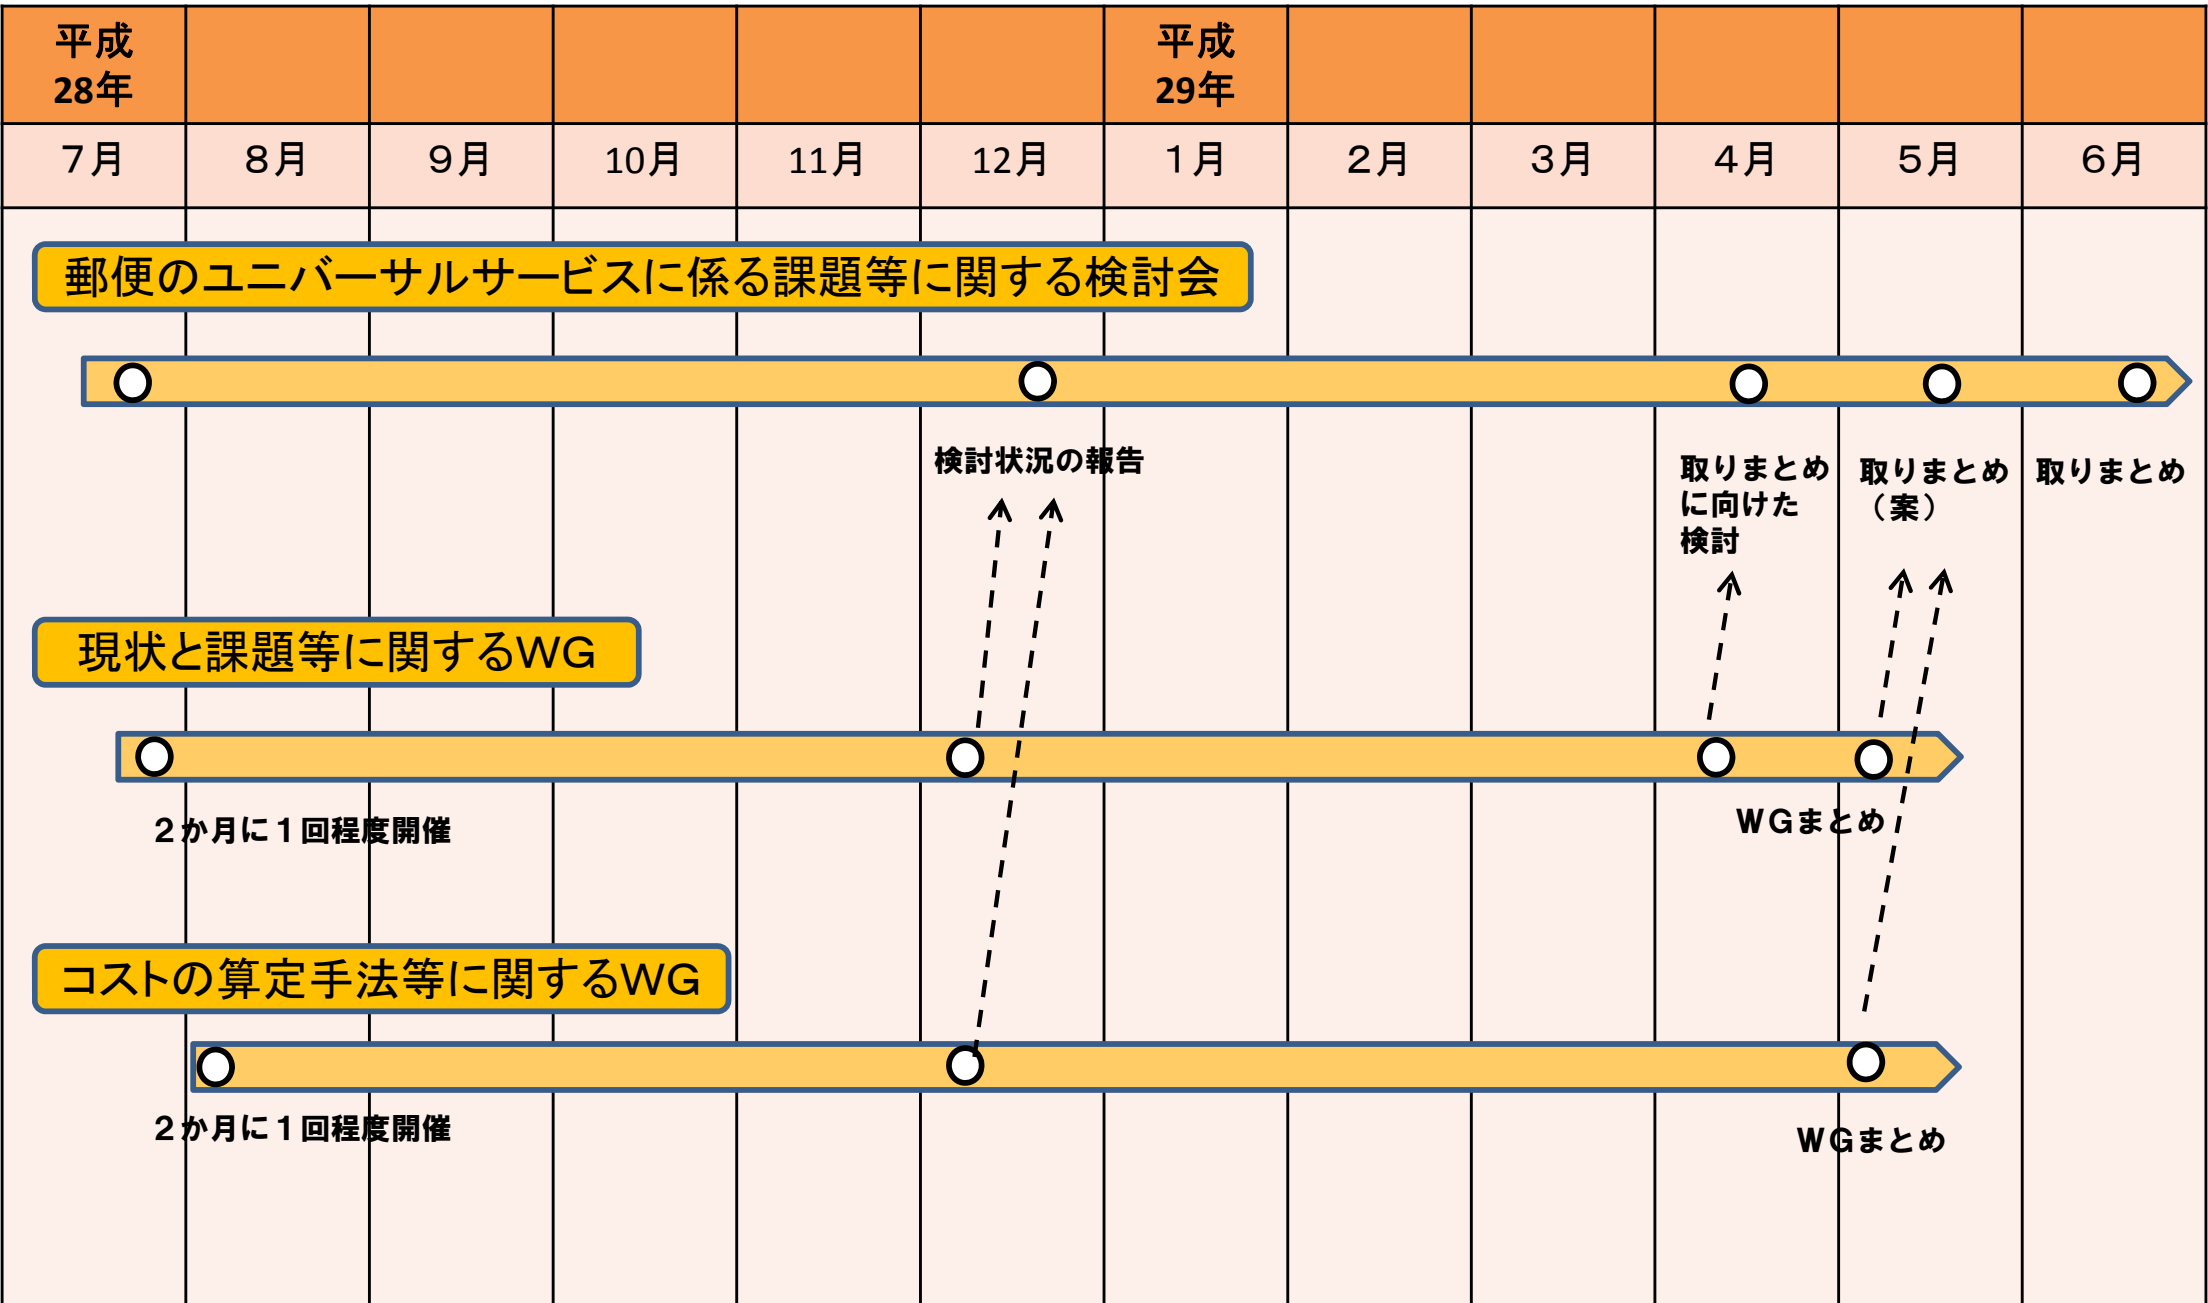 平成
28年
平成
29年
７月
８月
９月
10月
11月
12月
１月
２月
３月
４月
５月
６月
郵便のユニバーサルサービスに係る課題等に関する検討会
検討状況の報告
取りまとめ
に向けた
検討
取りまとめ
（案）
取りまとめ
現状と課題等に関するWG
２か月に１回程度開催
WGまとめ
コストの算定手法等に関するWG
２か月に１回程度開催
WGまとめ